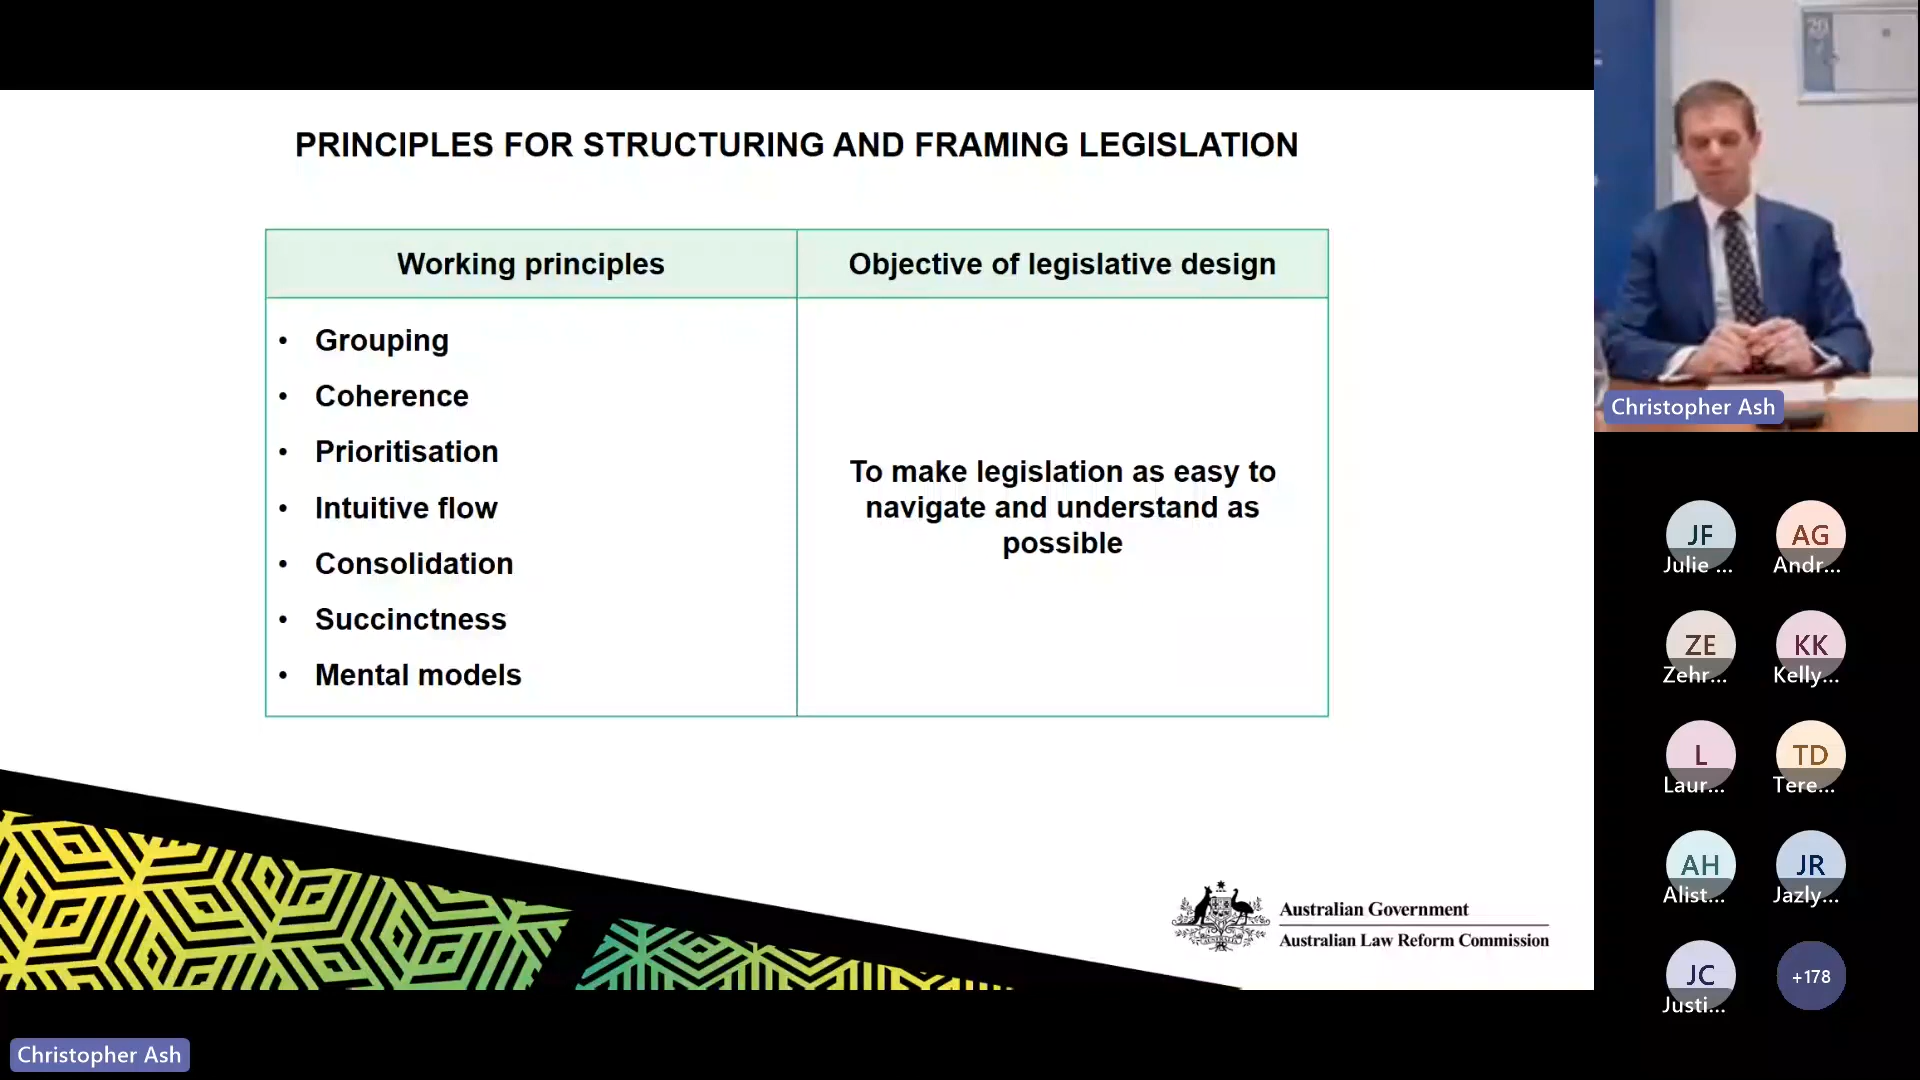 PRINCIPLES FOR STRUCTURING AND FRAMING LEGISLATION
Working principles
Objective of legislative design
• Grouping
• Coherence
• Prioritisation
• Intuitive flow
• Consolidation
• Succinctness
• Mental models
To make legislation as easy to
navigate and understand as
possible
Australian Government
Australian Law Reform Commission
Christopher Ash
20
Christopher Ash
JF
Julie ...
AG
Andr...
ZE
Zehr...
KK
Kelly...
L
Laur...
TD
Tere...
AH
Alist...
JR
Jazly...
JC
Justi...
+178